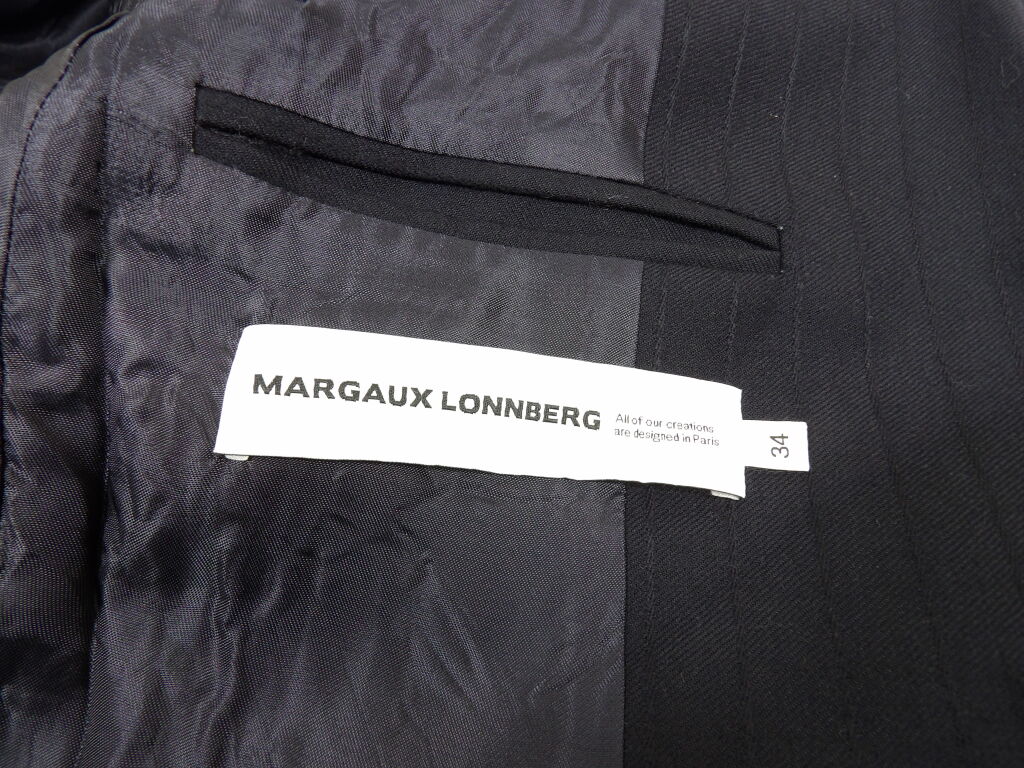 MARGAUX LONNBERG
All of our creations
are designed in Paris
34